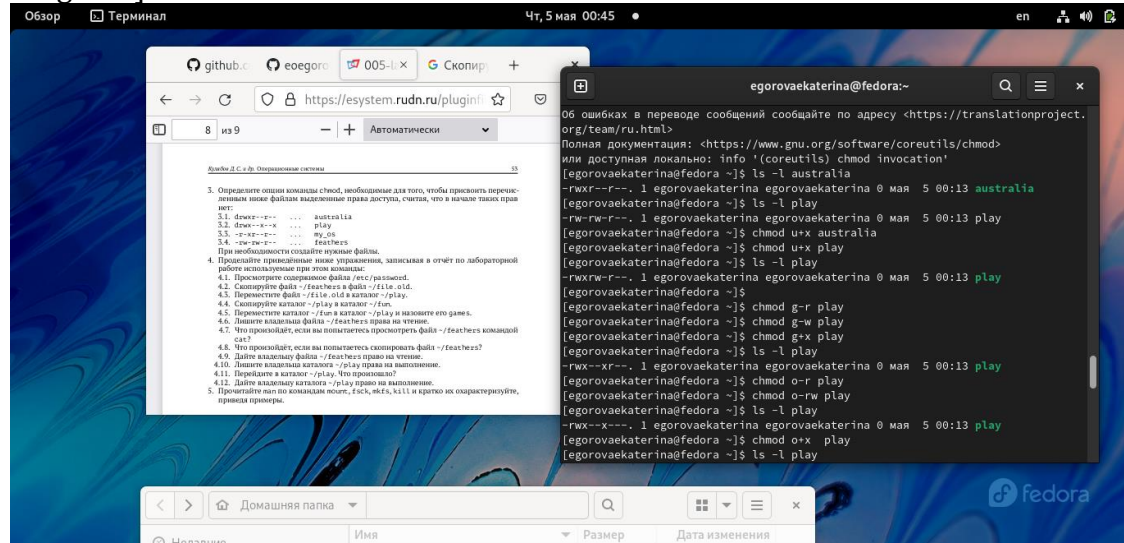 Обзор Терминал Чт, 5 мая 00:45 en
github.c eoegoro 005-l Скопир
https://esystem.rudn.ru/pluginfi
8 из 9 Автоматически
Кулябов Д. С. и др. Операционные системы 53
3. Определите опции команды chmod, необходимые для того, чтобы присвоить перечис-
ленным ниже файлам выделенные права доступа, считая, что в начале таких прав
нет:
3.1. drwxr--r-- ... australia
3.2. drwx--x--x ... play
3.3. -r-xr--r-- ... my_os
3.4. -rw-rw-r-- ... feathers
При необходимости создайте нужные файлы.
4. Проделайте приведённые ниже упражнения, записывая в отчёт по лабораторной
работе используемые при этом команды:
4.1. Просмотрите содержимое файла /etc/password.
4.2. Скопируйте файл ~/feathers в файл ~/file.old.
4.3. Переместите файл ~/file.old в каталог ~/play.
4.4. Скопируйте каталог ~/play в каталог ~/fun.
4.5. Переместите каталог ~/fun в каталог ~/play и назовите его games.
4.6. Лишите владельца файла ~/feathers права на чтение.
4.7. Что произойдёт, если вы попытаетесь просмотреть файл ~/feathers командой
cat?
4.8. Что произойдёт, если вы попытаетесь скопировать файл ~/feathers?
4.9. Дайте владельцу файла ~/feathers право на чтение.
4.10. Лишите владельца каталога ~/play права на выполнение.
4.11. Перейдите в каталог ~/play. Что произошло?
4.12. Дайте владельцу каталога ~/play право на выполнение.
5. Прочитайте man по командам mount, fsck, mkfs, kill и кратко их охарактеризуйте,
приведя примеры.
egorovaekaterina@fedora:~
Об ошибках в переводе сообщений сообщайте по адресу <https://translationproject.
org/team/ru.html>
Полная документация: <https://www.gnu.org/software/coreutils/chmod>
или доступная локально: info '(coreutils) chmod invocation'
[egorovaekaterina@fedora ~]$ ls -l australia
-rwxr--r--. 1 egorovaekaterina egorovaekaterina 0 мая 5 00:13 australia
[egorovaekaterina@fedora ~]$ ls -l play
-rw-rw-r--. 1 egorovaekaterina egorovaekaterina 0 мая 5 00:13 play
[egorovaekaterina@fedora ~]$ chmod u+x australia
[egorovaekaterina@fedora ~]$ chmod u+x play
[egorovaekaterina@fedora ~]$ ls -l play
-rwxrw-r--. 1 egorovaekaterina egorovaekaterina 0 мая 5 00:13 play
[egorovaekaterina@fedora ~]$
[egorovaekaterina@fedora ~]$ chmod g-r play
[egorovaekaterina@fedora ~]$ chmod g-w play
[egorovaekaterina@fedora ~]$ chmod g+x play
[egorovaekaterina@fedora ~]$ ls -l play
-rwx--xr--. 1 egorovaekaterina egorovaekaterina 0 мая 5 00:13 play
[egorovaekaterina@fedora ~]$ chmod o-r play
[egorovaekaterina@fedora ~]$ chmod o-rw play
[egorovaekaterina@fedora ~]$ ls -l play
-rwx--x---. 1 egorovaekaterina egorovaekaterina 0 мая 5 00:13 play
[egorovaekaterina@fedora ~]$ chmod o+x  play
[egorovaekaterina@fedora ~]$ ls -l play
fedora
Домашняя папка
Имя Размер Дата изменения